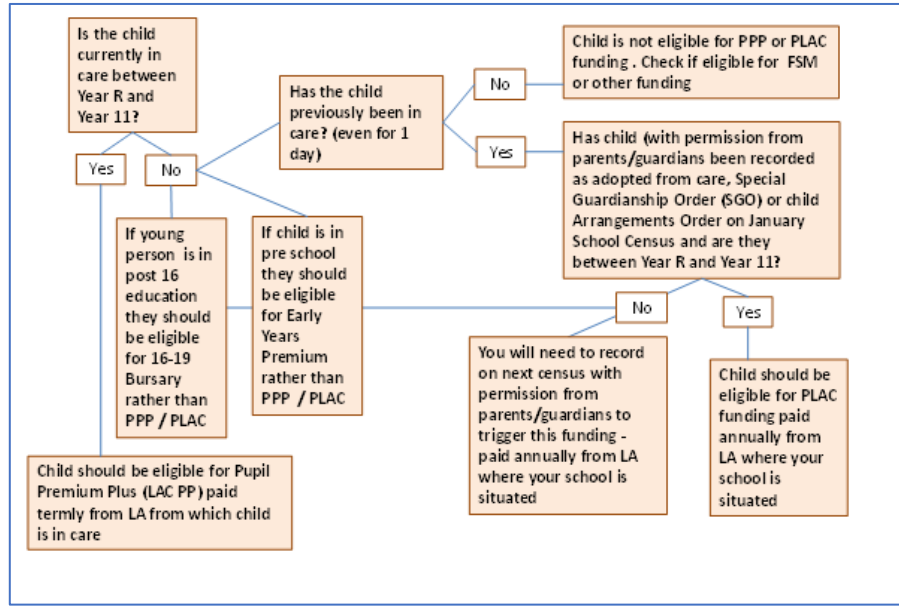 Is the child
currently in
care between
Year R and
Year 11?
Yes
No
Has the child
previously been in
care? (even for 1
day)
No
Yes
Child is not eligible for PPP or PLAC
funding . Check if eligible for FSM
or other funding
Has child (with permission from
parents/guardians been recorded
as adopted from care, Special
Guardianship Order (SGO) or child
Arrangements Order on January
School Census and are they
between Year R and Year 11?
If young
person is in
post 16
education
they should
be eligible
for 16-19
Bursary
rather than
PPP / PLAC
If child is in
pre school
they should
be eligible
for Early
Years
Premium
rather than
PPP / PLAC
No
Yes
You will need to record
on next census with
permission from
parents/guardians to
trigger this funding -
paid annually from LA
where your school is
situated
Child should be
eligible for PLAC
funding paid
annually from
LA where your
school is
situated
Child should be eligible for Pupil
Premium Plus (LAC PP) paid
termly from LA from which child
is in care